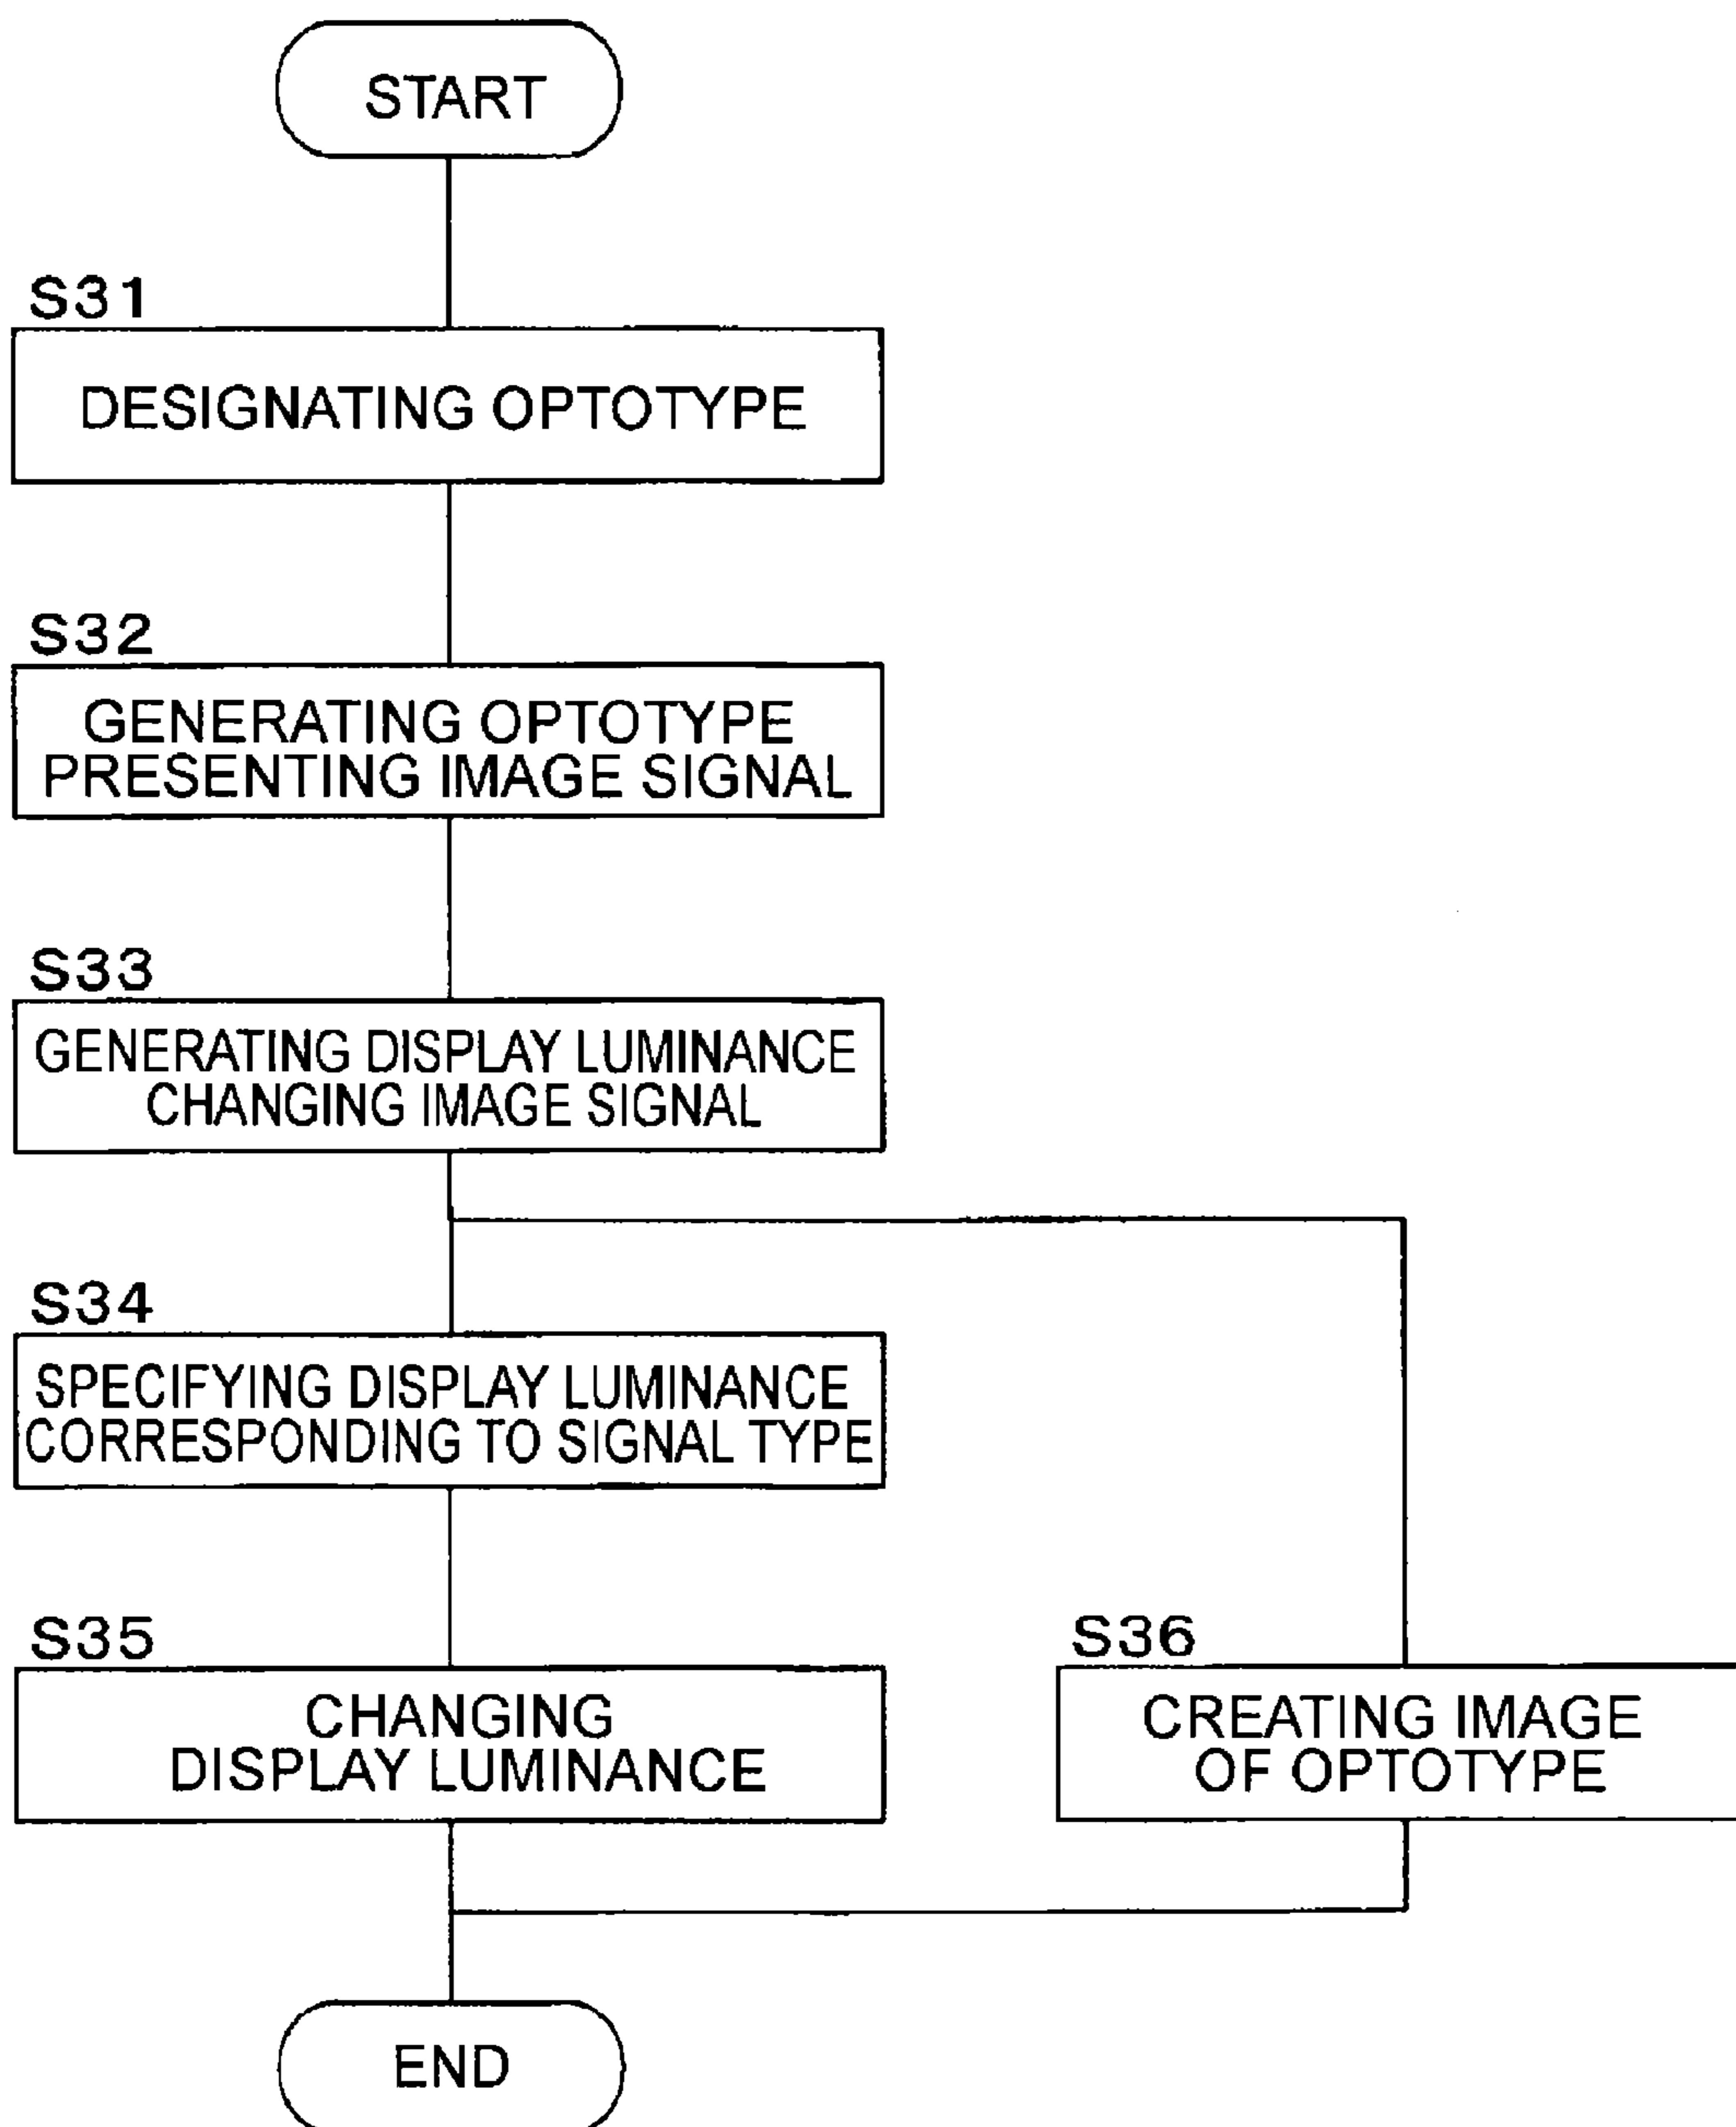 START
S31
DESIGNATING OPTOTYPE
S32
GENERATING OPTOTYPE
PRESENTING IMAGE SIGNAL
S33
GENERATING DISPLAY LUMINANCE
CHANGING IMAGE SIGNAL
S34
SPECIFYING DISPLAY LUMINANCE
CORRESPONDING TO SIGNAL TYPE
S35
CHANGING
DISPLAY LUMINANCE
S36
CREATING IMAGE
OF OPTOTYPE
END